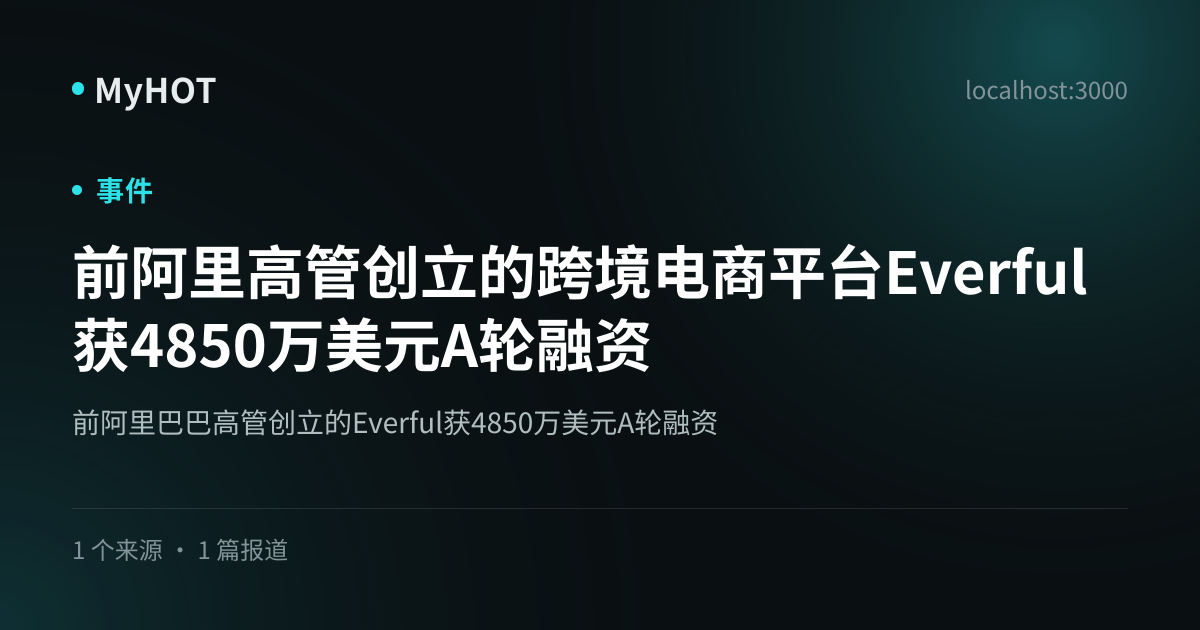 MyHOT
localhost:3000
事件
前阿里高管创立的跨境电商平台Everful
获4850万美元A轮融资
前阿里巴巴高管创立的Everful获4850万美元A轮融资
1 个来源 · 1 篇报道